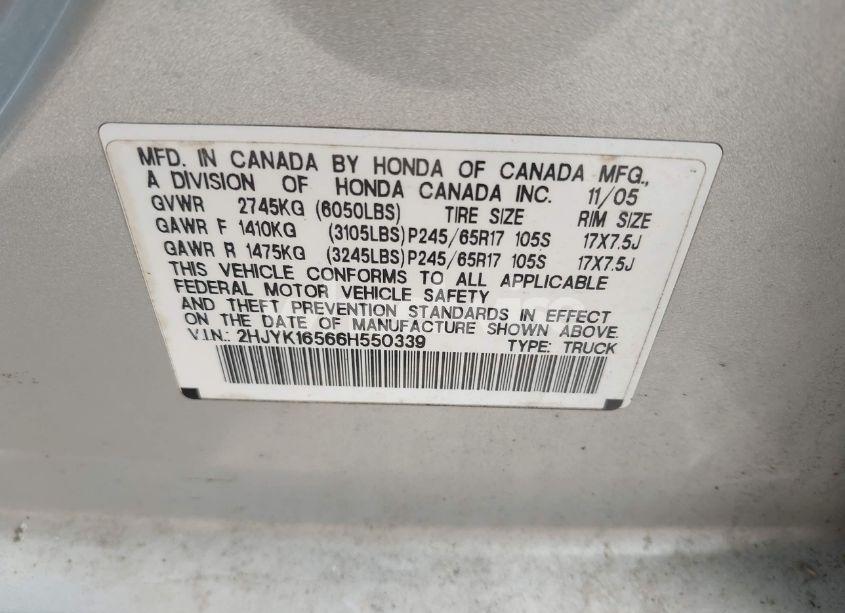 MFD. IN CANADA BY HONDA OF CANADA MFG.,
A DIVISION OF HONDA CANADA INC. 11/05
GVWR 2745KG (6050LBS) TIRE SIZE RIM SIZE
GAWR F 1410KG (3105LBS) P245/65R17 105S 17X7.5J
GAWR R 1475KG (3245LBS) P245/65R17 105S 17X7.5J
THIS VEHICLE CONFORMS TO ALL APPLICABLE
FEDERAL MOTOR VEHICLE SAFETY
AND THEFT PREVENTION STANDARDS IN EFFECT
ON THE DATE OF MANUFACTURE SHOWN ABOVE.
V.I.N.: 2HJYK16566H550339 TYPE: TRUCK